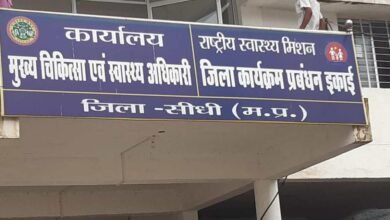 कार्यालय
मुख्य चिकित्सा एवं स्वास्थ्य अधिकारी
राष्ट्रीय स्वास्थ्य मिशन
जिला कार्यक्रम प्रबंधन इकाई
जिला -सीधी (म.प्र.)